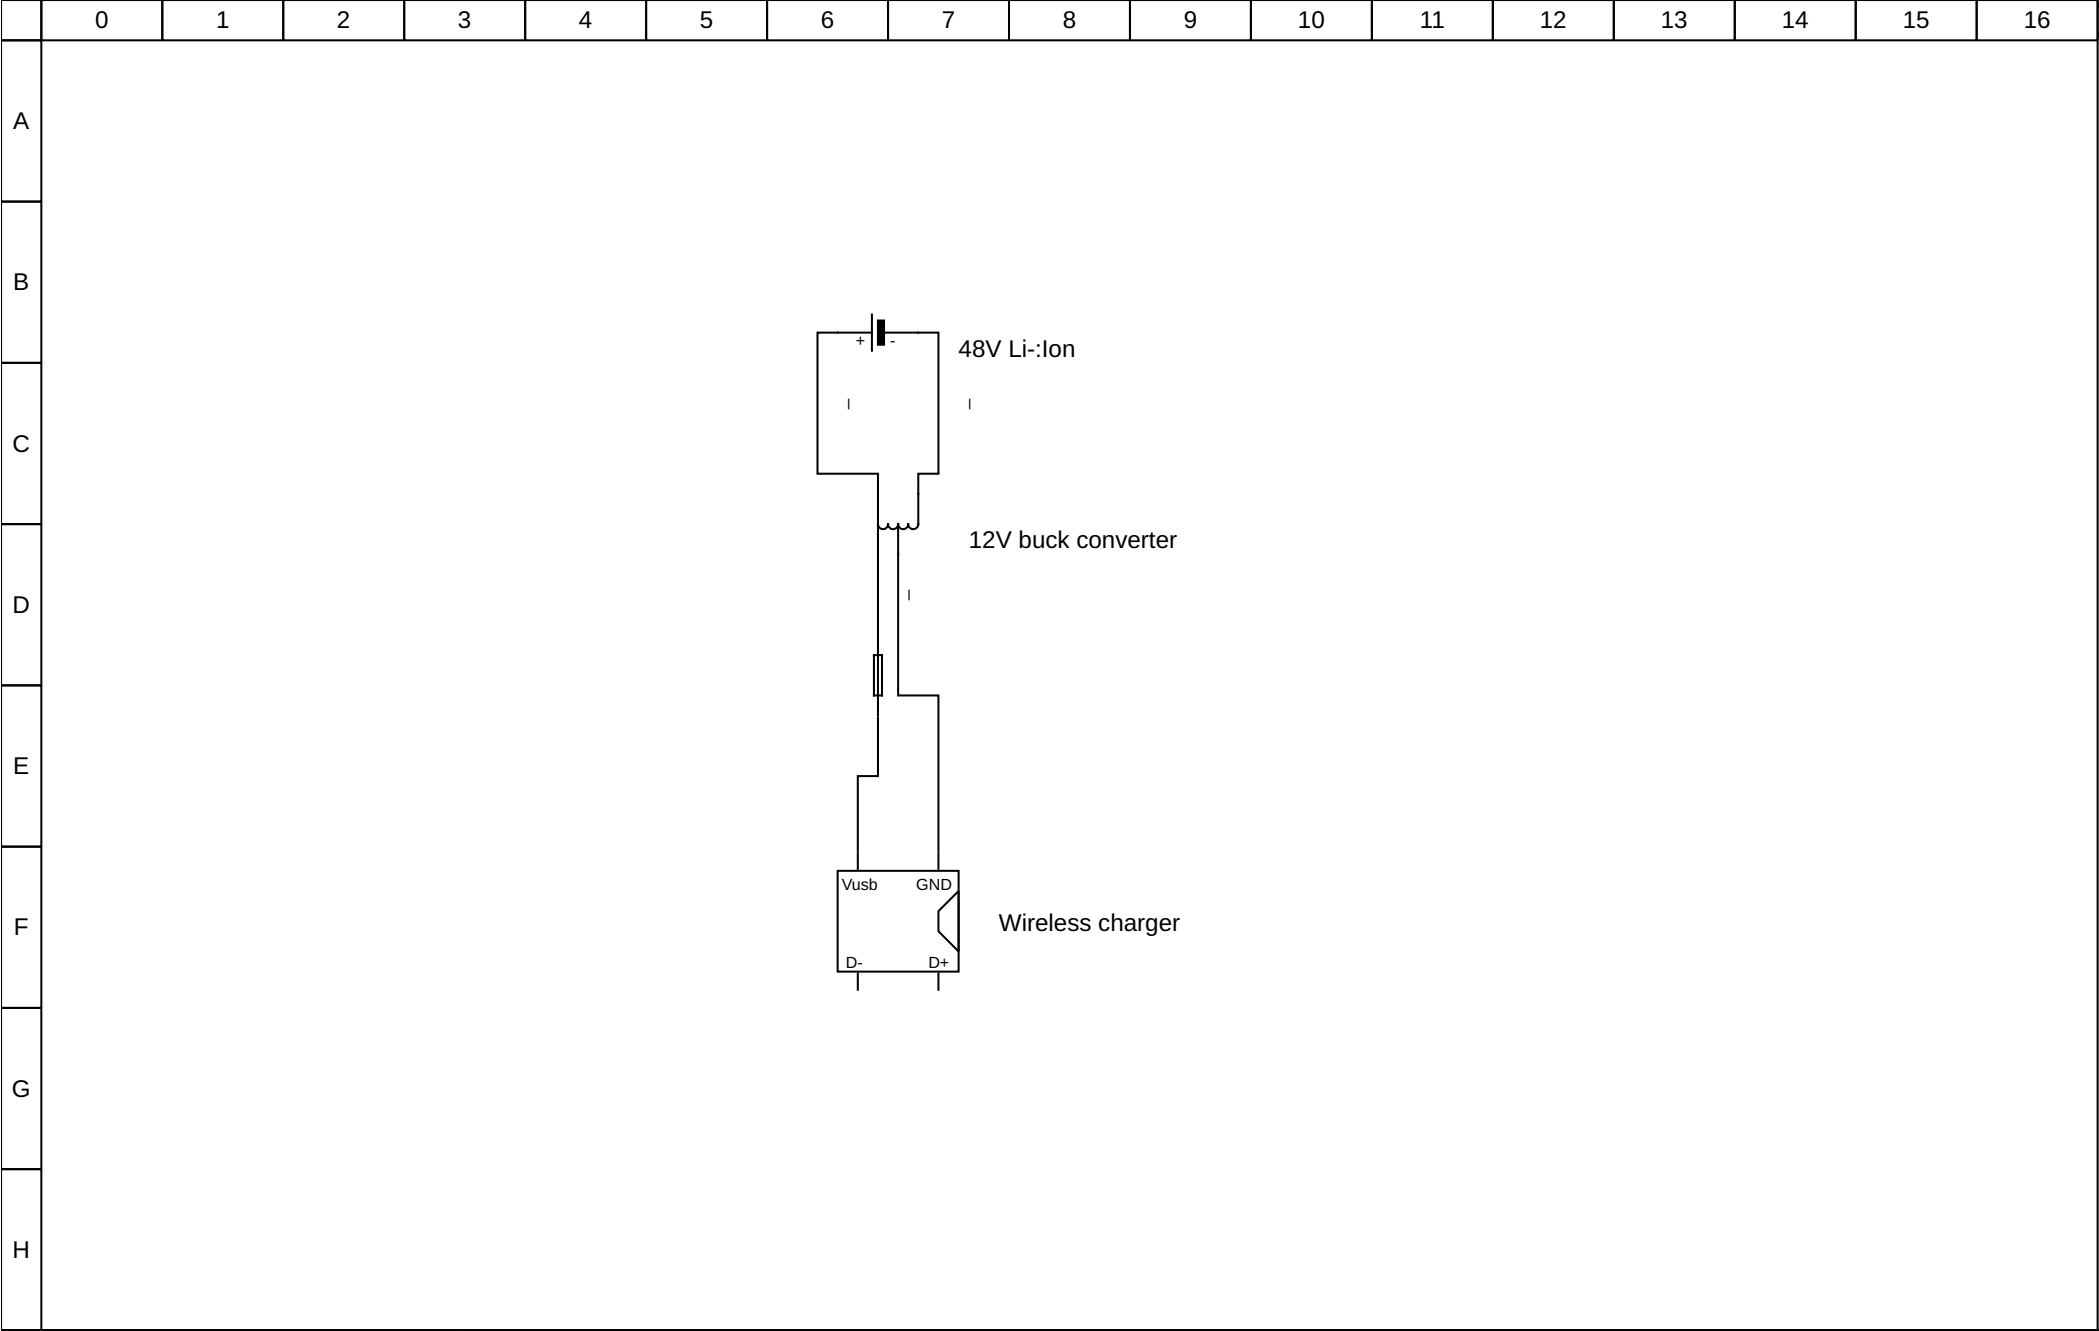 0 1 2 3 4 5 6 7 8 9 10 11 12 13 14 15 16
A
B
+ -
48V Li-:Ion
C
12V buck converter
D
E
Vusb GND
F
Wireless charger
D- D+
G
H